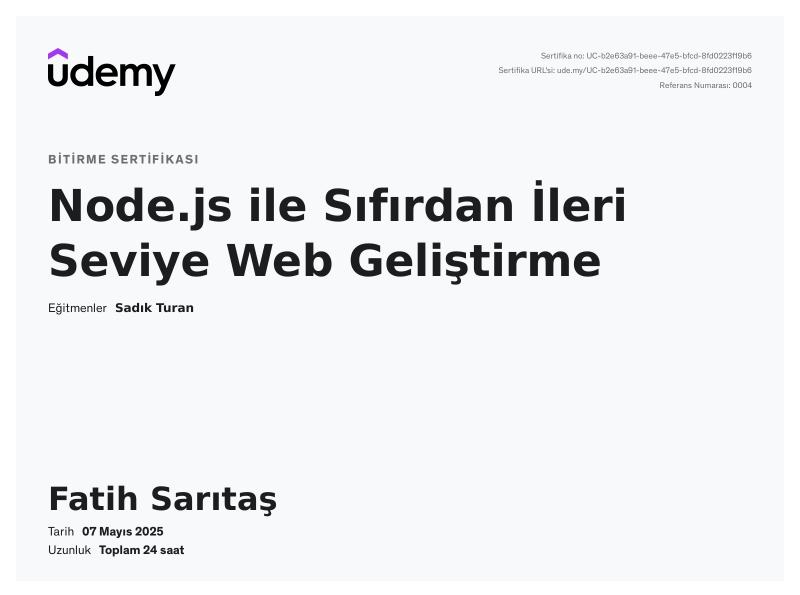 udemy
Sertifika no: UC-b2e63a91-beee-47e5-bfcd-8fd0223f19b6
Sertifika URL'si: ude.my/UC-b2e63a91-beee-47e5-bfcd-8fd0223f19b6
Referans Numarası: 0004
BİTİRME SERTİFİKASI
Node.js ile Sıfırdan İleri
Seviye Web Geliştirme
Eğitmenler Sadık Turan
Fatih Sarıtaş
Tarih 07 Mayıs 2025
Uzunluk Toplam 24 saat